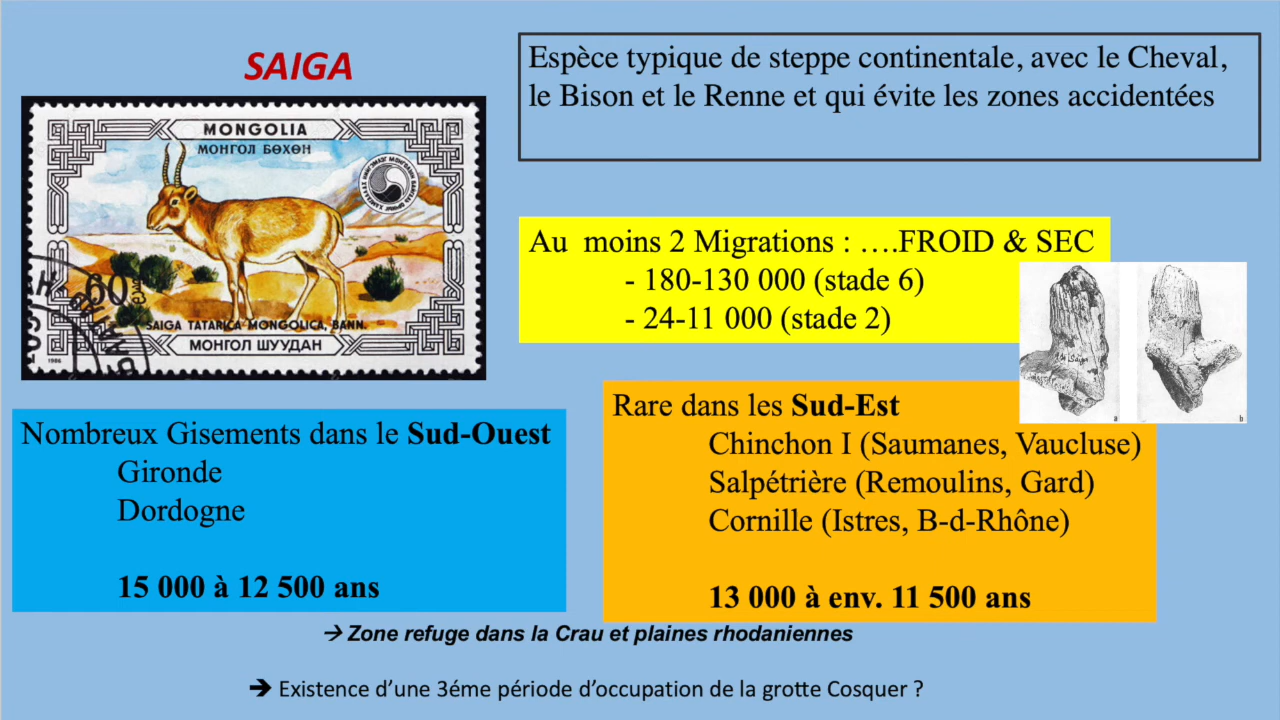 SAIGA
Espèce typique de steppe continentale, avec le Cheval,
le Bison et le Renne et qui évite les zones accidentées
MONGOLIA
МОНГОЛ БӨХӨН
60
SAIGA TATARICA MONGOLICA, BANN.
МОНГОЛ ШУУДАН
1986
Au moins 2 Migrations : ….FROID & SEC
- 180-130 000 (stade 6)
- 24-11 000 (stade 2)
a
b
Nombreux Gisements dans le Sud-Ouest
Gironde
Dordogne
15 000 à 12 500 ans
Rare dans les Sud-Est
Chinchon I (Saumanes, Vaucluse)
Salpétrière (Remoulins, Gard)
Cornille (Istres, B-d-Rhône)
13 000 à env. 11 500 ans
→ Zone refuge dans la Crau et plaines rhodaniennes
➔ Existence d’une 3éme période d’occupation de la grotte Cosquer ?